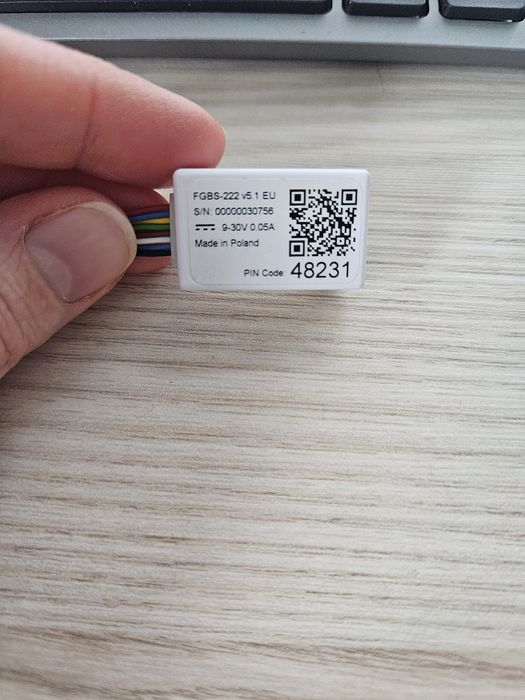 FGBS-222 v5.1 EU
S/N: 00000030756
9-30V 0.05A
Made in Poland
PIN Code: 48231